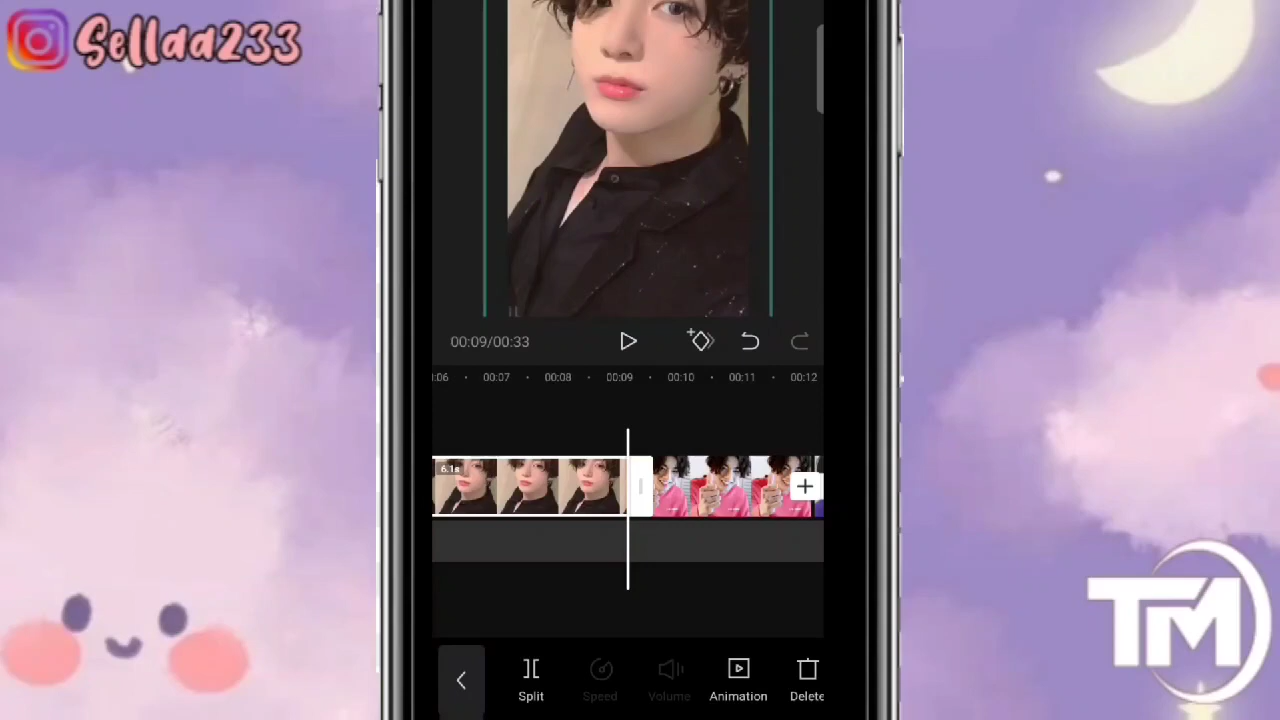 Sellaa233
00:09/00:33
:06 00:07 00:08 00:09 00:10 00:11 00:12
6.1s
TM
Split Speed Volume Animation Delete